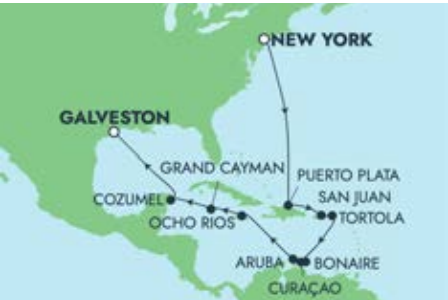 NEW YORK
GALVESTON
GRAND CAYMAN
PUERTO PLATA
SAN JUAN
COZUMEL
TORTOLA
OCHO RIOS
ARUBA
BONAIRE
CURAÇAO